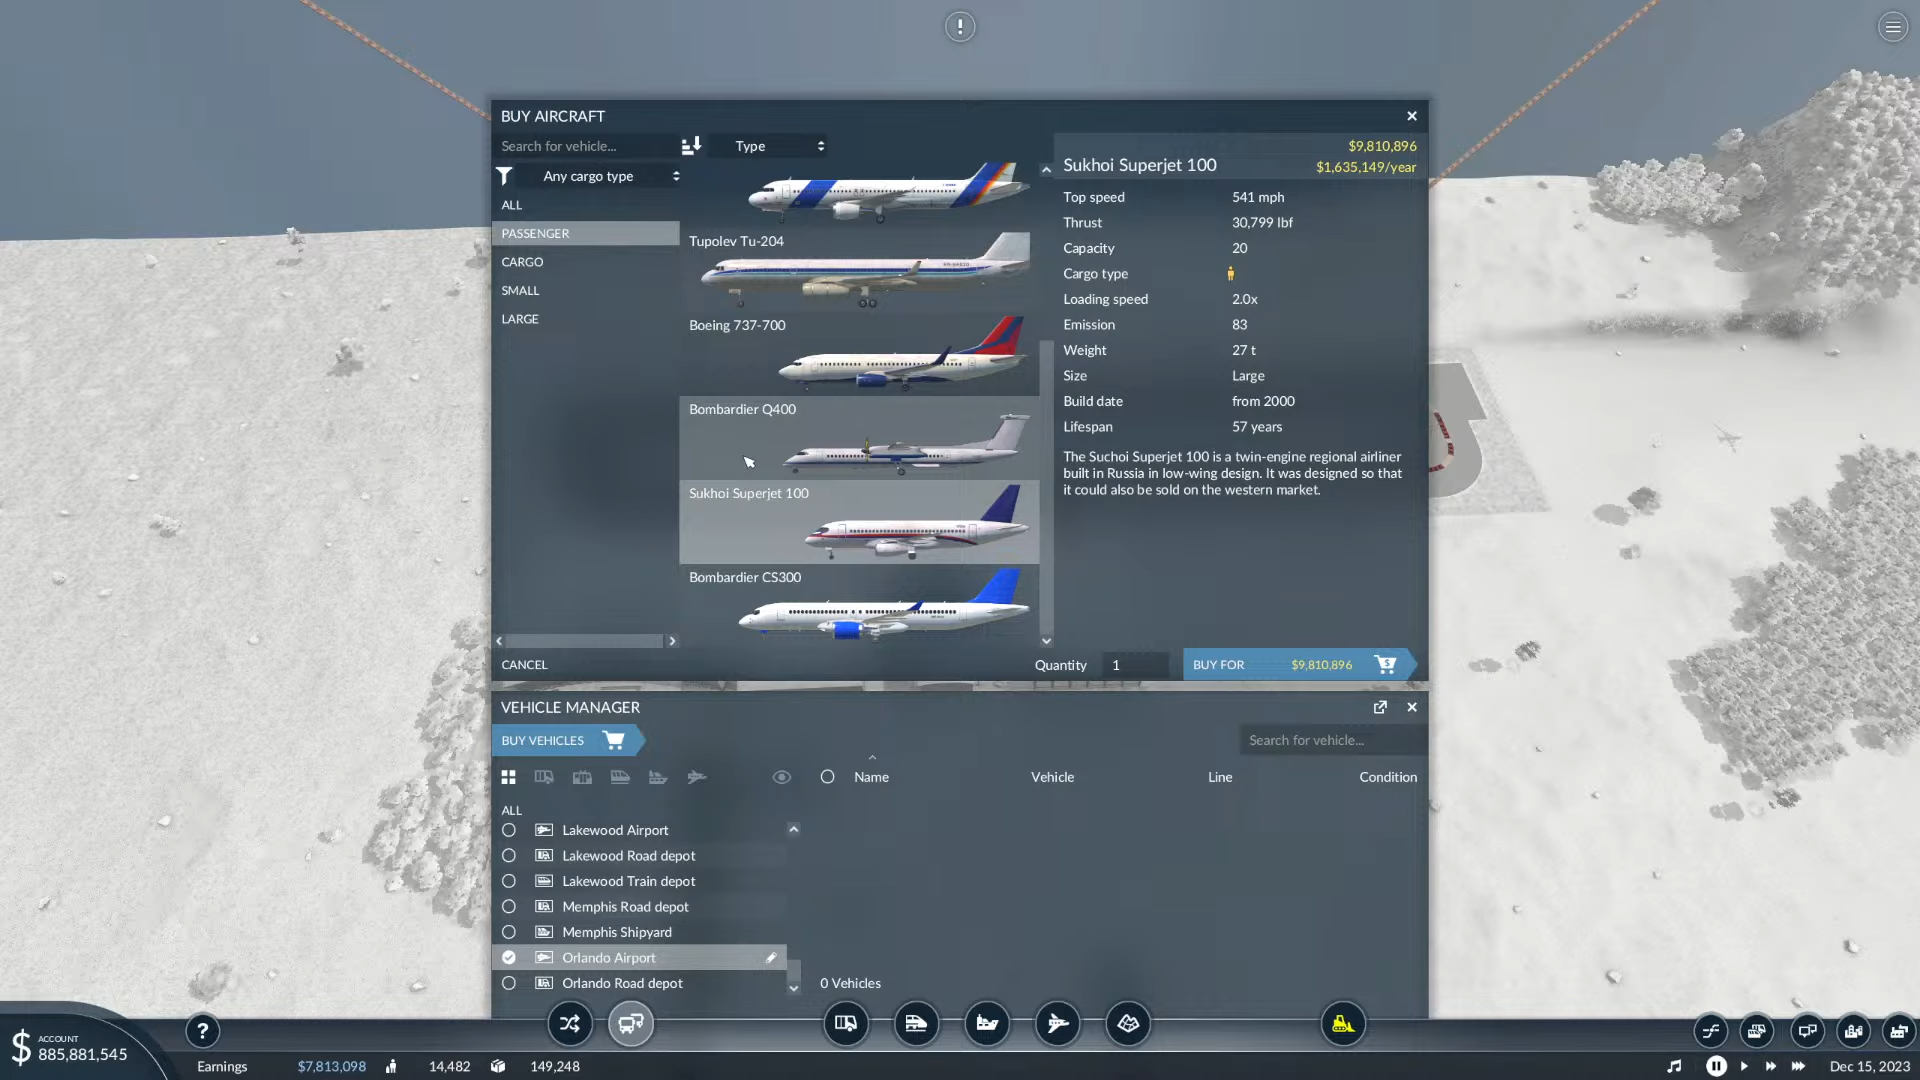 BUY AIRCRAFT
Search for vehicle...
Type
Any cargo type
ALL
PASSENGER
CARGO
SMALL
LARGE
Tupolev Tu-204
Boeing 737-700
Bombardier Q400
Sukhoi Superjet 100
Bombardier CS300
$9,810,896
Sukhoi Superjet 100
$1,635,149/year
Top speed 541 mph
Thrust 30,799 lbf
Capacity 20
Cargo type
Loading speed 2.0x
Emission 83
Weight 27 t
Size Large
Build date from 2000
Lifespan 57 years
The Suchoi Superjet 100 is a twin-engine regional airliner
built in Russia in low-wing design. It was designed so that
it could also be sold on the western market.
CANCEL
Quantity 1
BUY FOR $9,810,896
VEHICLE MANAGER
BUY VEHICLES
Search for vehicle...
Name Vehicle Line Condition
ALL
Lakewood Airport
Lakewood Road depot
Lakewood Train depot
Memphis Road depot
Memphis Shipyard
Orlando Airport
Orlando Road depot
0 Vehicles
?
$ ACCOUNT
885,881,545
Earnings $7,813,098 14,482 149,248
Dec 15, 2023